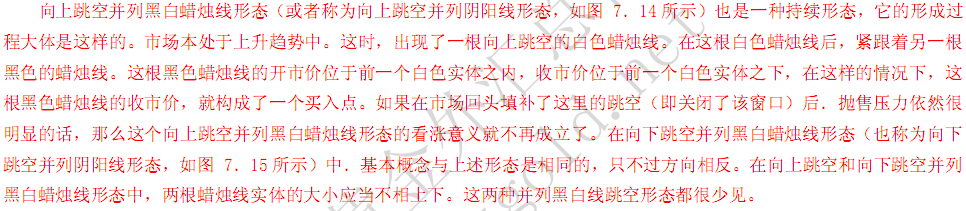 向上跳空并列黑白蜡烛线形态（或者称为向上跳空并列阴阳线形态，如图 7．14所示）也是一种持续形态，它的形成过
程大体是这样的。市场本处于上升趋势中。这时，出现了一根向上跳空的白色蜡烛线。在这根白色蜡烛线后，紧跟着另一根
黑色的蜡烛线。这根黑色蜡烛线的开市价位于前一个白色实体之内，收市价位于前一个白色实体之下，在这样的情况下，这
根黑色蜡烛线的收市价，就构成了一个买入点。如果在市场回头填补了这里的跳空（即关闭了该窗口）后．抛售压力依然很
明显的话，那么这个向上跳空并列黑白蜡烛线形态的看涨意义就不再成立了。在向下跳空并列黑白蜡烛线形态（也称为向下
跳空并列阴阳线形态，如图 7．15所示）中．基本概念与上述形态是相同的，只不过方向相反。在向上跳空和向下跳空并列
黑白蜡烛线形态中，两根蜡烛线实体的大小应当不相上下。这两种并列黑白线跳空形态都很少见。